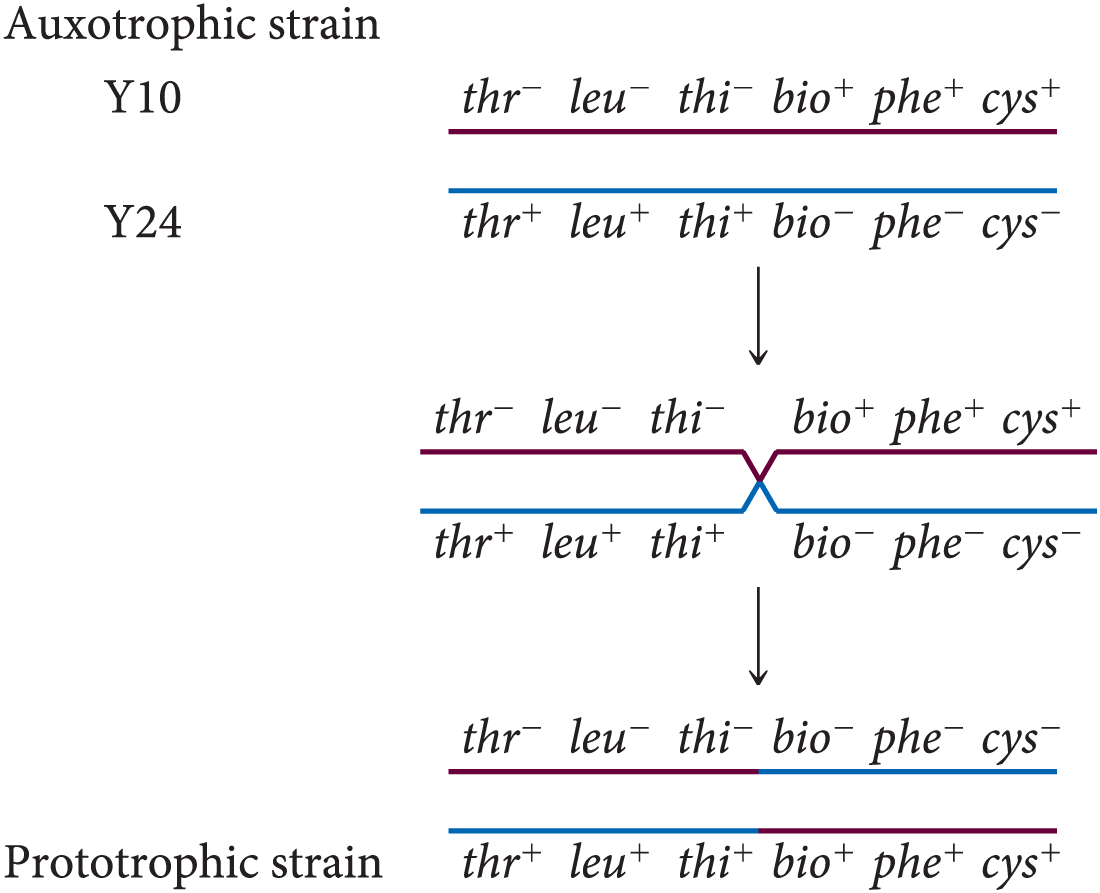 Auxotrophic strain
Y10 thr⁻ leu⁻ thi⁻ bio⁺ phe⁺ cys⁺
Y24 thr⁺ leu⁺ thi⁺ bio⁻ phe⁻ cys⁻
thr⁻ leu⁻ thi⁻ bio⁺ phe⁺ cys⁺
thr⁺ leu⁺ thi⁺ bio⁻ phe⁻ cys⁻
thr⁻ leu⁻ thi⁻ bio⁻ phe⁻ cys⁻
Prototrophic strain thr⁺ leu⁺ thi⁺ bio⁺ phe⁺ cys⁺